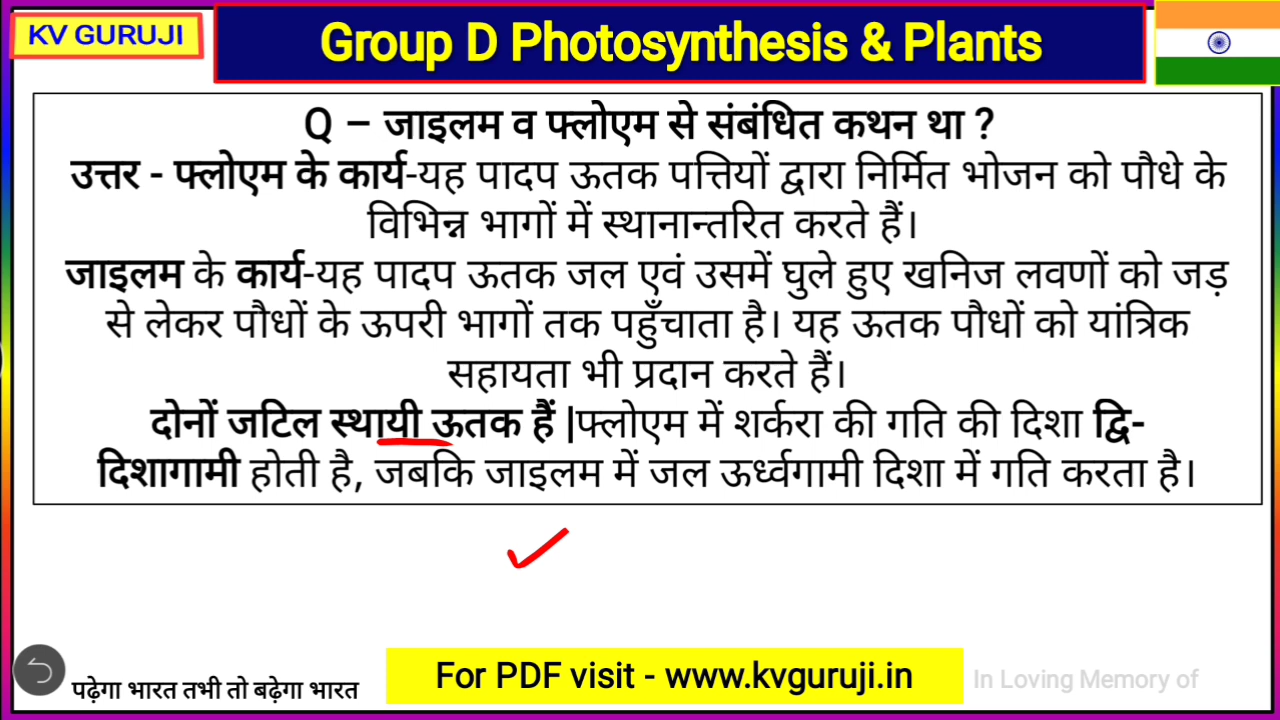 KV GURUJI
Group D Photosynthesis & Plants
Q – जाइलम व फ्लोएम से संबंधित कथन था ?
उत्तर - फ्लोएम के कार्य-यह पादप ऊतक पत्तियों द्वारा निर्मित भोजन को पौधे के
विभिन्न भागों में स्थानान्तरित करते हैं।
जाइलम के कार्य-यह पादप ऊतक जल एवं उसमें घुले हुए खनिज लवणों को जड़
से लेकर पौधों के ऊपरी भागों तक पहुँचाता है। यह ऊतक पौधों को यांत्रिक
सहायता भी प्रदान करते हैं।
दोनों जटिल स्थायी ऊतक हैं |फ्लोएम में शर्करा की गति की दिशा द्वि-
दिशागामी होती है, जबकि जाइलम में जल ऊर्ध्वगामी दिशा में गति करता है।
पढ़ेगा भारत तभी तो बढ़ेगा भारत
For PDF visit - www.kvguruji.in
In Loving Memory of